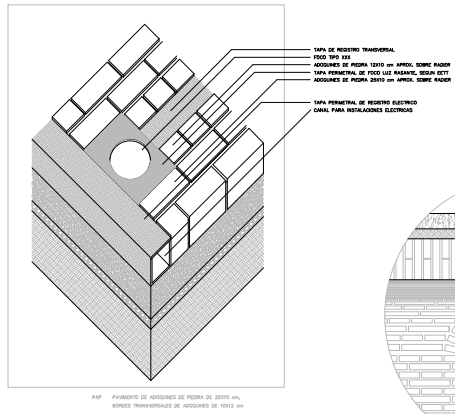 TAPA DE REGISTRO TRANSVERSAL
FOCO TIPO XXX
ADOQUINES DE PIEDRA 12X10 cm APROX. SOBRE RADIER
TAPA PERIMETRAL DE FOCO LUZ RASANTE, SEGUN EETT
ADOQUINES DE PIEDRA 25X10 cm APROX. SOBRE RADIER
TAPA PERIMETRAL DE REGISTRO ELECTRICO
CANAL PARA INSTALACIONES ELECTRICAS
PAP PAVIMENTO DE ADOQUINES DE PIEDRA DE 25X10 cm,
BORDES TRANSVERSALES DE ADOQUINES DE 10X12 cm